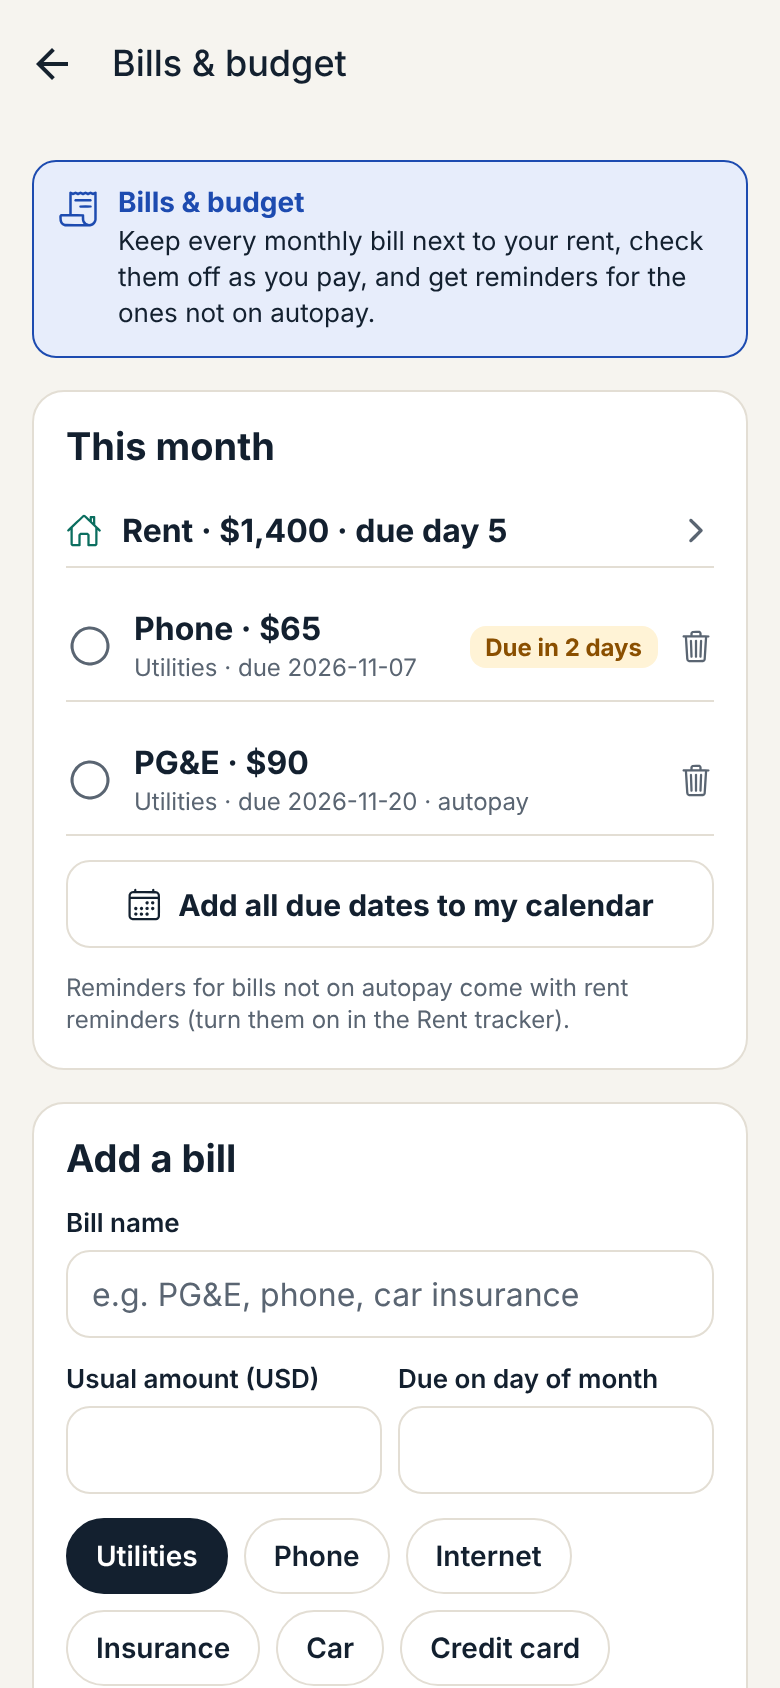 Bills & budget
Bills & budget
Keep every monthly bill next to your rent, check
them off as you pay, and get reminders for the
ones not on autopay.
This month
Rent · $1,400 · due day 5
Phone · $65
Utilities · due 2026-11-07
Due in 2 days
PG&E · $90
Utilities · due 2026-11-20 · autopay
Add all due dates to my calendar
Reminders for bills not on autopay come with rent
reminders (turn them on in the Rent tracker).
Add a bill
Bill name
e.g. PG&E, phone, car insurance
Usual amount (USD)
Due on day of month
Utilities
Phone
Internet
Insurance
Car
Credit card